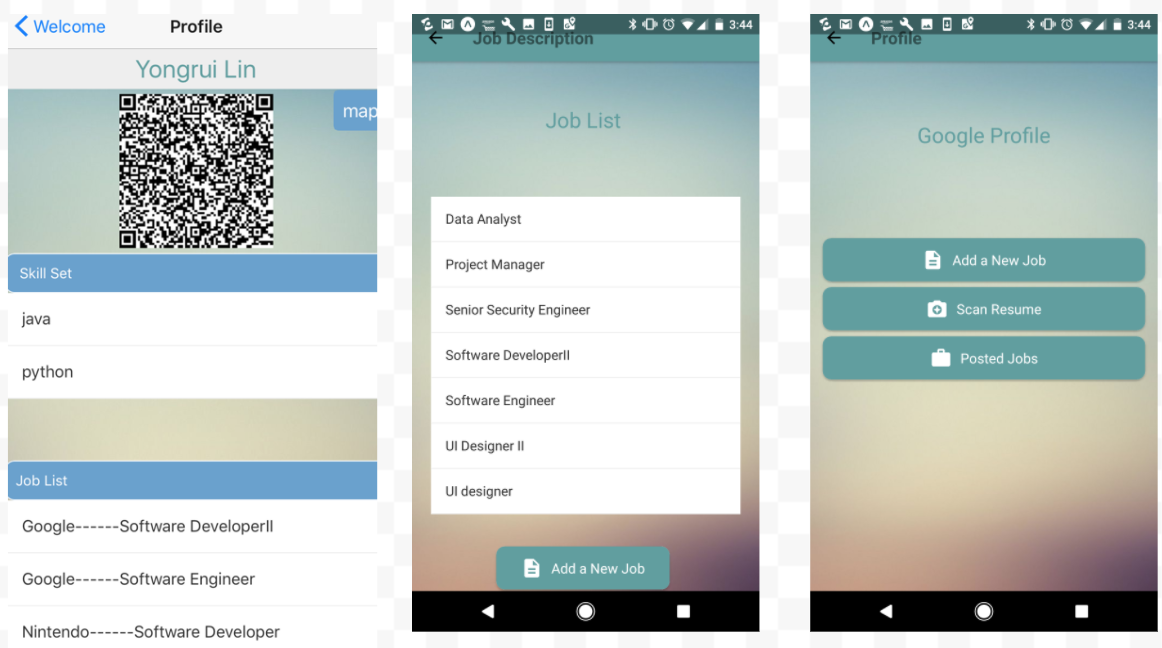 Welcome
Profile
Yongrui Lin
map
Skill Set
java
python
Job List
Google------Software DeveloperII
Google------Software Engineer
Nintendo------Software Developer
3:44
Job Description
Job List
Data Analyst
Project Manager
Senior Security Engineer
Software DeveloperII
Software Engineer
UI Designer II
UI designer
Add a New Job
3:44
Profile
Google Profile
Add a New Job
Scan Resume
Posted Jobs